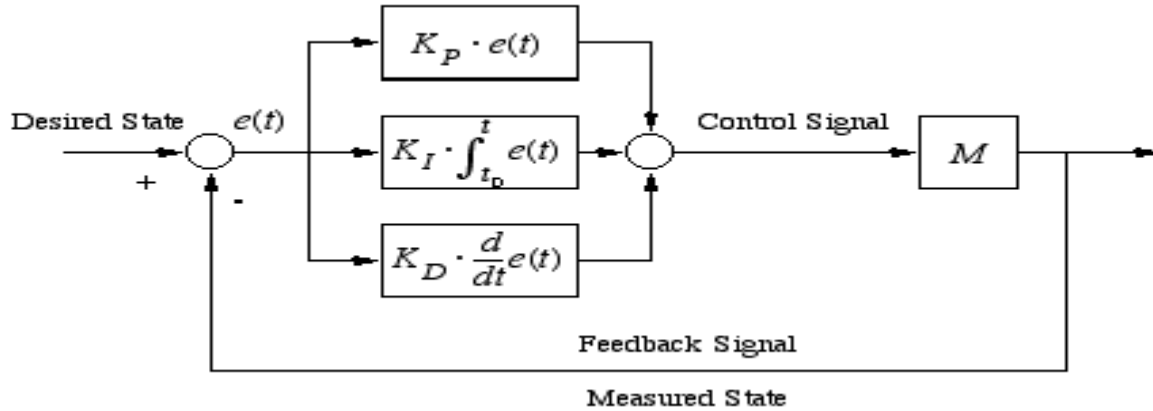 K_P · e(t)
Desired State
e(t)
+
-
K_I · ∫_{t_0}^{t} e(t)
Control Signal
M
K_D · d/dt e(t)
Feedback Signal
Measured State